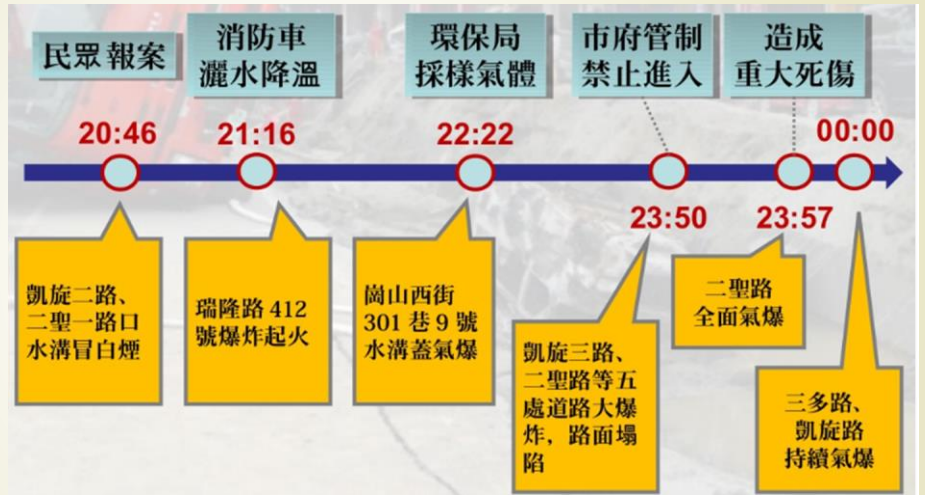 民眾報案
消防車
灑水降溫
環保局
採樣氣體
市府管制
禁止進入
造成
重大死傷
20:46
21:16
22:22
23:50
23:57
00:00
凱旋二路、
二聖一路口
水溝冒白煙
瑞隆路 412
號爆炸起火
崗山西街
301 巷 9 號
水溝蓋氣爆
凱旋三路、
二聖路等五
處道路大爆
炸，路面塌
陷
二聖路
全面氣爆
三多路、
凱旋路
持續氣爆